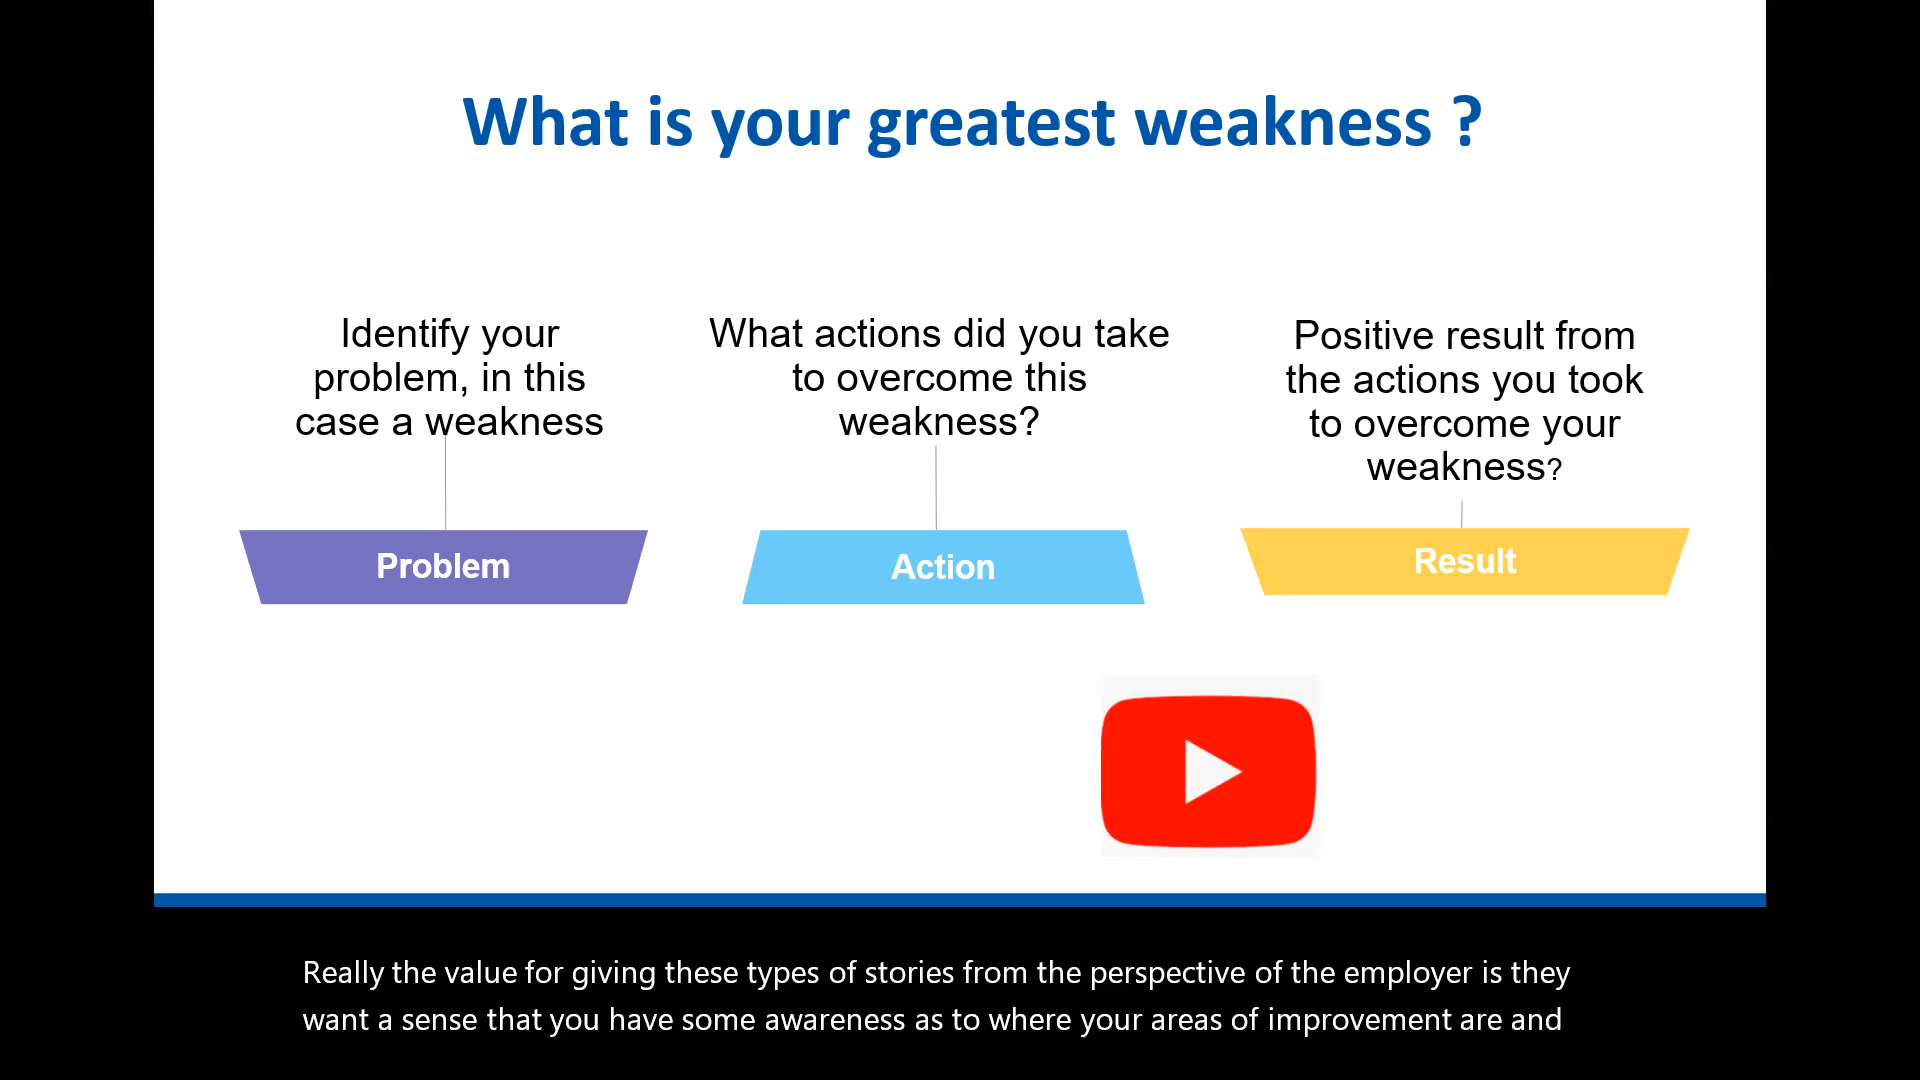 What is your greatest weakness ?
Identify your
problem, in this
case a weakness
Problem
What actions did you take
to overcome this
weakness?
Action
Positive result from
the actions you took
to overcome your
weakness?
Result
Really the value for giving these types of stories from the perspective of the employer is they
want a sense that you have some awareness as to where your areas of improvement are and